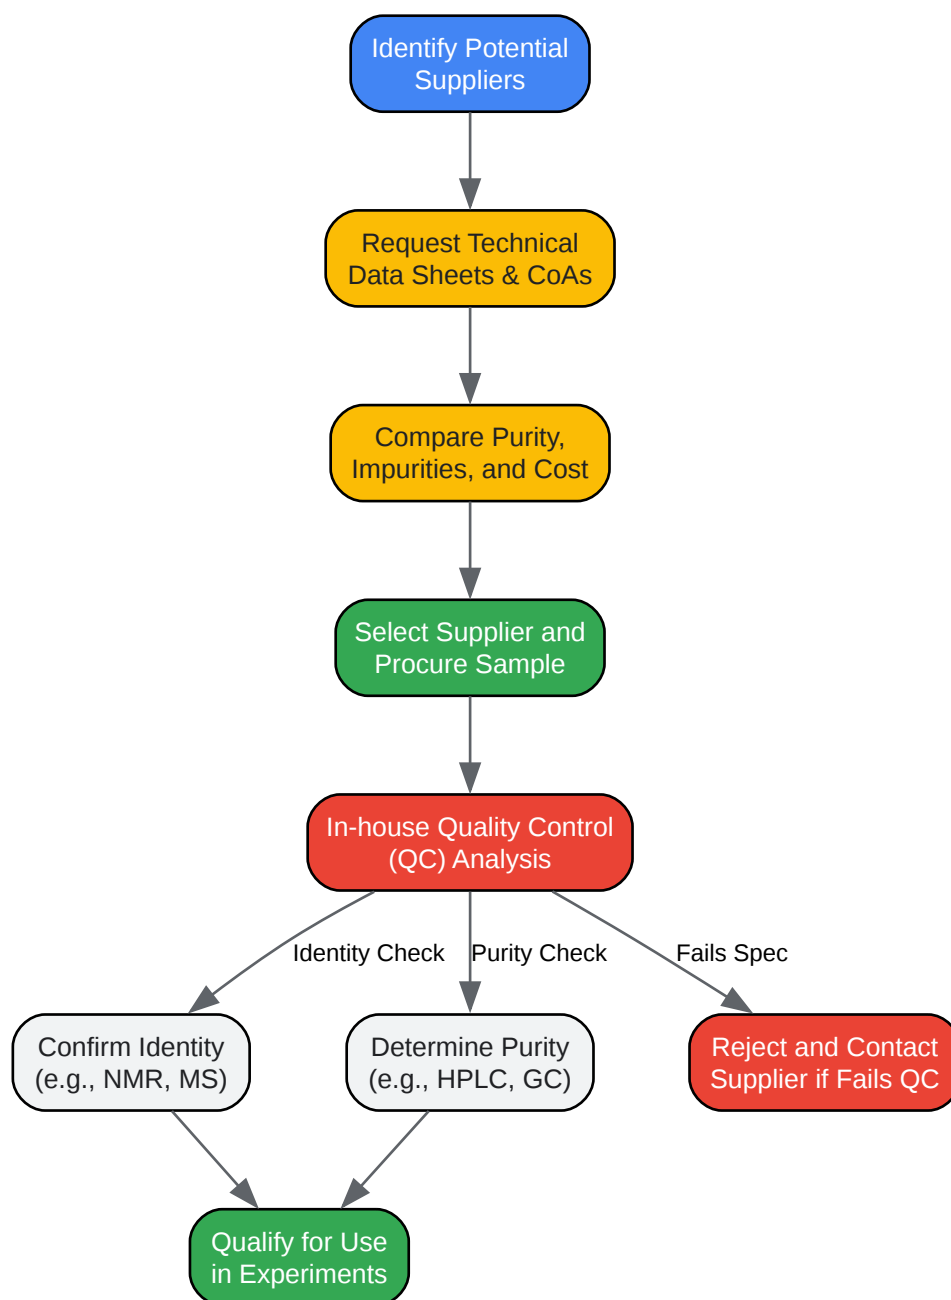 Identify Potential
Suppliers
Request Technical
Data Sheets & CoAs
Compare Purity,
Impurities, and Cost
Select Supplier and
Procure Sample
In-house Quality Control
(QC) Analysis
Identity Check
Purity Check
Fails Spec
Confirm Identity
(e.g., NMR, MS)
Determine Purity
(e.g., HPLC, GC)
Reject and Contact
Supplier if Fails QC
Qualify for Use
in Experiments